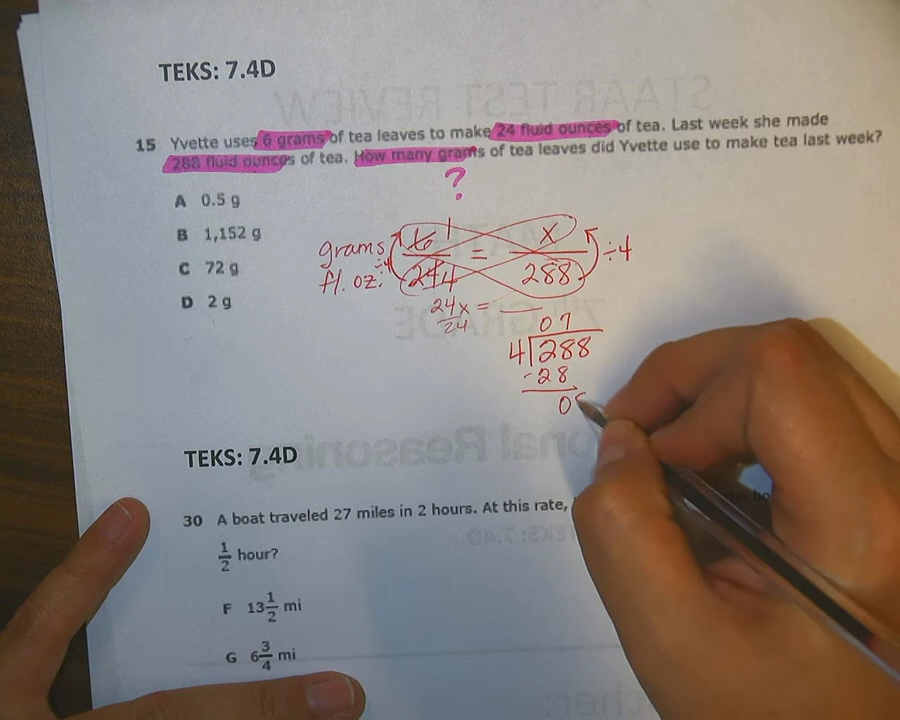 TEKS: 7.4D
15 Yvette uses 6 grams of tea leaves to make 24 fluid ounces of tea. Last week she made
288 fluid ounces of tea. How many grams of tea leaves did Yvette use to make tea last week?
?
A 0.5 g
B 1,152 g
C 72 g
D 2 g
grams 6 1 = x ÷4
fl. oz. ÷4 24 4 288
24x =
24
07
4 288
-28
0
TEKS: 7.4D
30 A boat traveled 27 miles in 2 hours. At this rate,
1/2 hour?
F 13 1/2 mi
G 6 3/4 mi